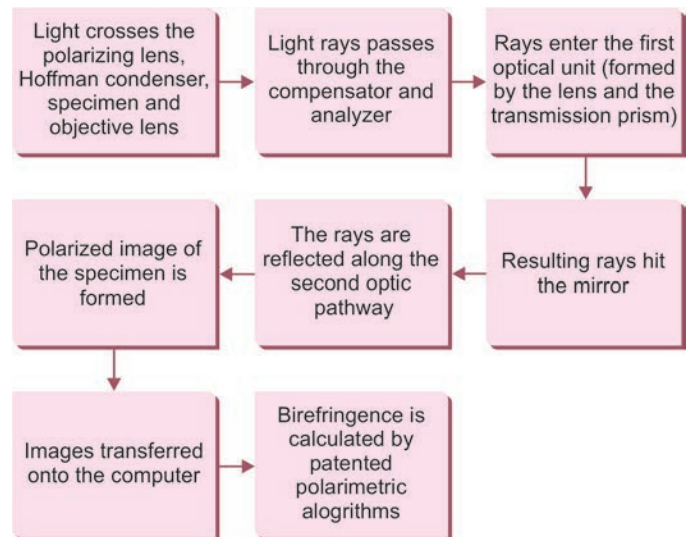 Light crosses the
polarizing lens,
Hoffman condenser,
specimen and
objective lens
Light rays passes
through the
compensator and
analyzer
Rays enter the first
optical unit (formed
by the lens and the
transmission prism)
Resulting rays hit
the mirror
The rays are
reflected along the
second optic
pathway
Polarized image of
the specimen is
formed
Images transferred
onto the computer
Birefringence is
calculated by
patented
polarimetric
alogrithms